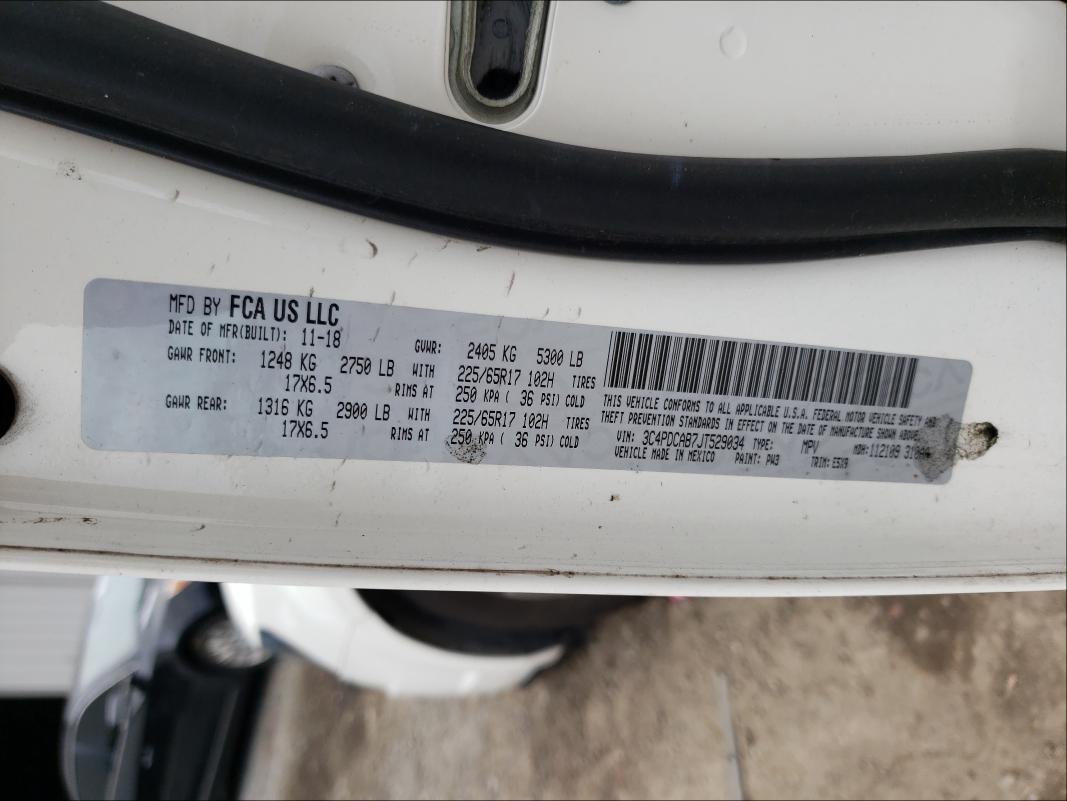 MFD BY FCA US LLC
DATE OF MFR(BUILT): 11-18 GVWR: 2405 KG 5300 LB
GAWR FRONT: 1248 KG 2750 LB WITH 225/65R17 102H TIRES
17X6.5 RIMS AT 250 KPA ( 36 PSI) COLD
GAWR REAR: 1316 KG 2900 LB WITH 225/65R17 102H TIRES
17X6.5 RIMS AT 250 KPA ( 36 PSI) COLD
THIS VEHICLE CONFORMS TO ALL APPLICABLE U.S.A. FEDERAL MOTOR VEHICLE SAFETY AND
THEFT PREVENTION STANDARDS IN EFFECT ON THE DATE OF MANUFACTURE SHOWN ABOVE.
VIN: 3C4PDCAB7JT529034 TYPE: MPV MDH: 112109
VEHICLE MADE IN MEXICO PAINT: PW3 TRIM: E5X9